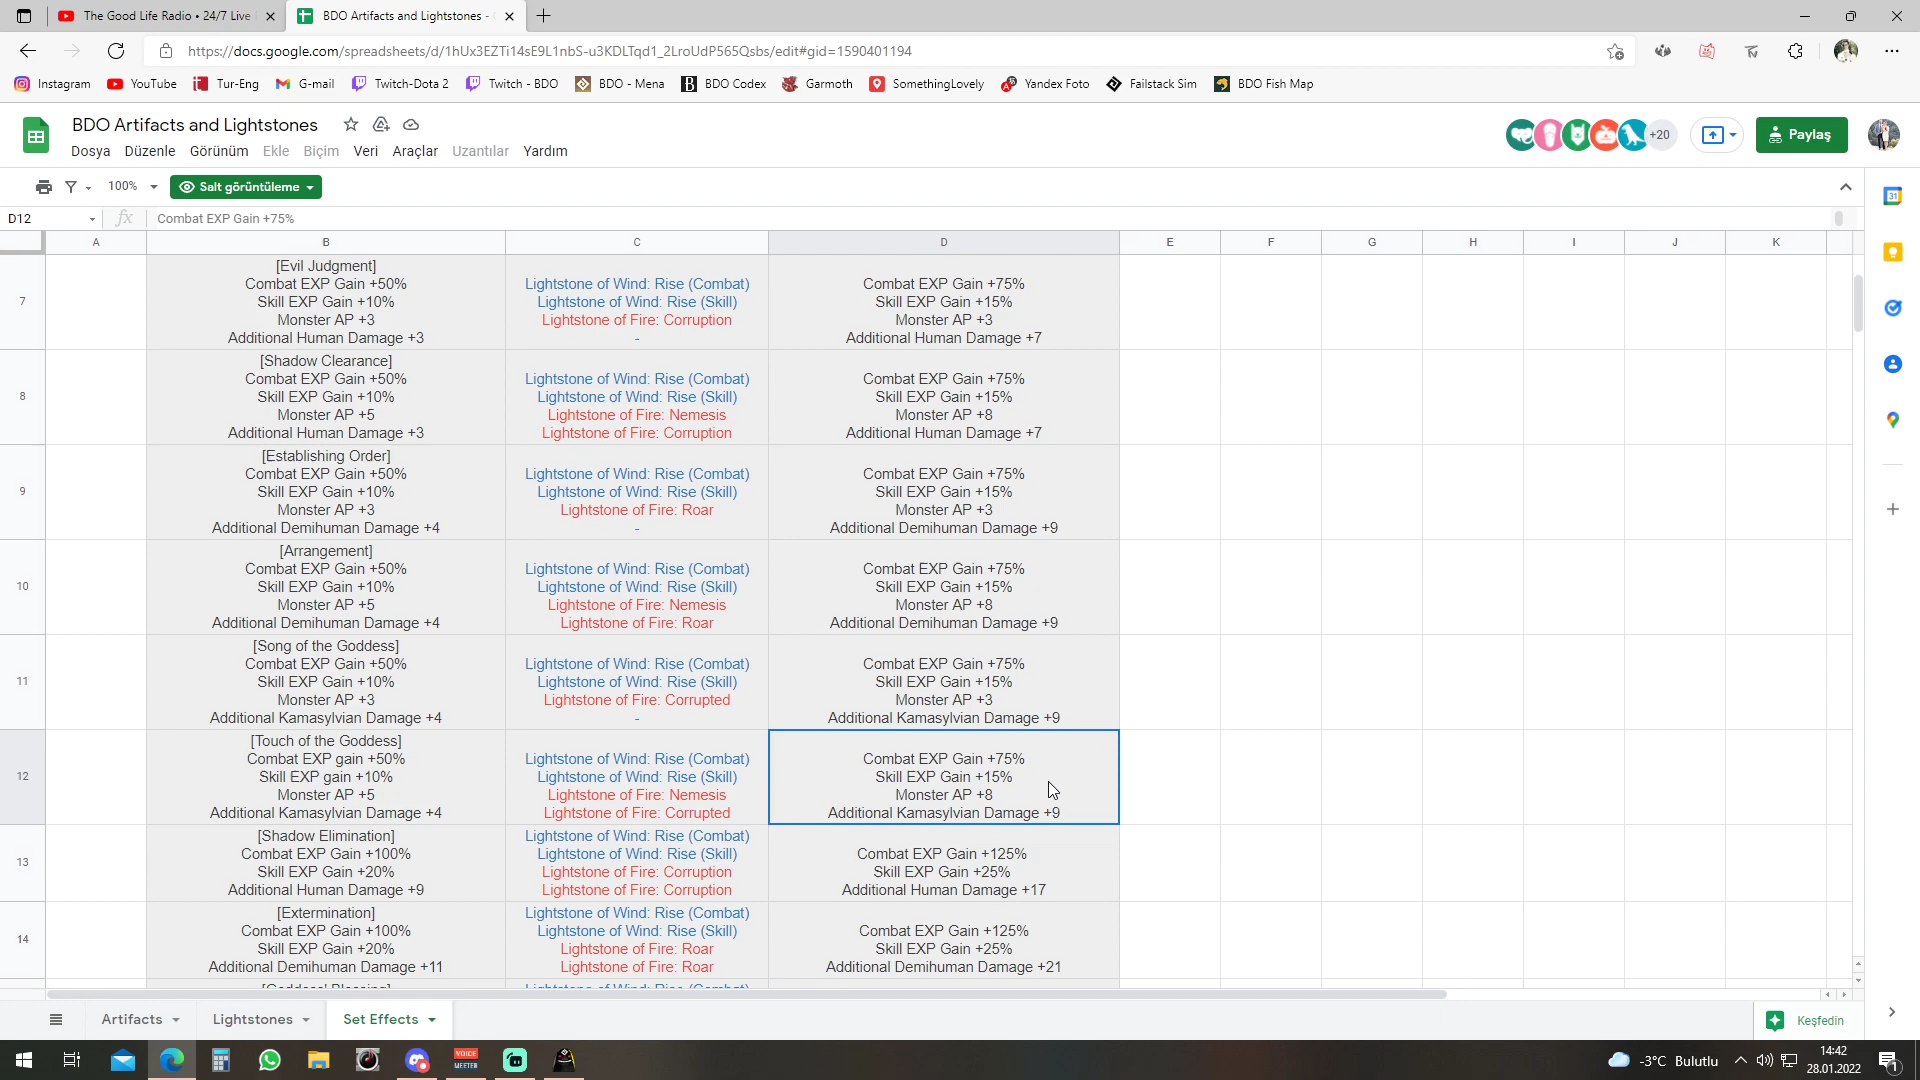 The Good Life Radio • 24/7 Live
BDO Artifacts and Lightstones -
https://docs.google.com/spreadsheets/d/1hUx3EZTi14sE9L1nbS-u3KDLTqd1_2LroUdP565Qsbs/edit#gid=1590401194
Instagram YouTube Tur-Eng G-mail Twitch-Dota 2 Twitch - BDO BDO - Mena BDO Codex Garmoth SomethingLovely Yandex Foto Failstack Sim BDO Fish Map
BDO Artifacts and Lightstones
+20
Paylaş
Dosya Düzenle Görünüm Ekle Biçim Veri Araçlar Uzantılar Yardım
100% Salt görüntüleme
D12 fx Combat EXP Gain +75%
A B C D E F G H I J K
7
[Evil Judgment]
Combat EXP Gain +50%
Skill EXP Gain +10%
Monster AP +3
Additional Human Damage +3
Lightstone of Wind: Rise (Combat)
Lightstone of Wind: Rise (Skill)
Lightstone of Fire: Corruption
-
Combat EXP Gain +75%
Skill EXP Gain +15%
Monster AP +3
Additional Human Damage +7
8
[Shadow Clearance]
Combat EXP Gain +50%
Skill EXP Gain +10%
Monster AP +5
Additional Human Damage +3
Lightstone of Wind: Rise (Combat)
Lightstone of Wind: Rise (Skill)
Lightstone of Fire: Nemesis
Lightstone of Fire: Corruption
Combat EXP Gain +75%
Skill EXP Gain +15%
Monster AP +8
Additional Human Damage +7
9
[Establishing Order]
Combat EXP Gain +50%
Skill EXP Gain +10%
Monster AP +3
Additional Demihuman Damage +4
Lightstone of Wind: Rise (Combat)
Lightstone of Wind: Rise (Skill)
Lightstone of Fire: Roar
-
Combat EXP Gain +75%
Skill EXP Gain +15%
Monster AP +3
Additional Demihuman Damage +9
10
[Arrangement]
Combat EXP Gain +50%
Skill EXP Gain +10%
Monster AP +5
Additional Demihuman Damage +4
Lightstone of Wind: Rise (Combat)
Lightstone of Wind: Rise (Skill)
Lightstone of Fire: Nemesis
Lightstone of Fire: Roar
Combat EXP Gain +75%
Skill EXP Gain +15%
Monster AP +8
Additional Demihuman Damage +9
11
[Song of the Goddess]
Combat EXP Gain +50%
Skill EXP Gain +10%
Monster AP +3
Additional Kamasylvian Damage +4
Lightstone of Wind: Rise (Combat)
Lightstone of Wind: Rise (Skill)
Lightstone of Fire: Corrupted
-
Combat EXP Gain +75%
Skill EXP Gain +15%
Monster AP +3
Additional Kamasylvian Damage +9
12
[Touch of the Goddess]
Combat EXP gain +50%
Skill EXP gain +10%
Monster AP +5
Additional Kamasylvian Damage +4
Lightstone of Wind: Rise (Combat)
Lightstone of Wind: Rise (Skill)
Lightstone of Fire: Nemesis
Lightstone of Fire: Corrupted
Combat EXP Gain +75%
Skill EXP Gain +15%
Monster AP +8
Additional Kamasylvian Damage +9
13
[Shadow Elimination]
Combat EXP Gain +100%
Skill EXP Gain +20%
Additional Human Damage +9
Lightstone of Wind: Rise (Combat)
Lightstone of Wind: Rise (Skill)
Lightstone of Fire: Corruption
Lightstone of Fire: Corruption
Combat EXP Gain +125%
Skill EXP Gain +25%
Additional Human Damage +17
14
[Extermination]
Combat EXP Gain +100%
Skill EXP Gain +20%
Additional Demihuman Damage +11
Lightstone of Wind: Rise (Combat)
Lightstone of Wind: Rise (Skill)
Lightstone of Fire: Roar
Lightstone of Fire: Roar
Combat EXP Gain +125%
Skill EXP Gain +25%
Additional Demihuman Damage +21
Artifacts Lightstones Set Effects
Keşfedin
-3°C Bulutlu
14:42
28.01.2022